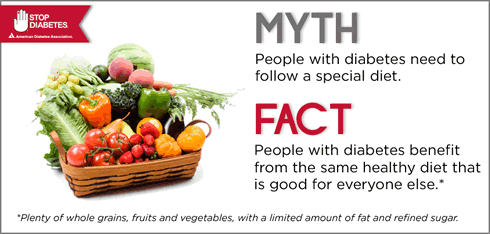 STOP
DIABETES.
American Diabetes Association.
MYTH
People with diabetes need to
follow a special diet.
FACT
People with diabetes benefit
from the same healthy diet that
is good for everyone else.*
*Plenty of whole grains, fruits and vegetables, with a limited amount of fat and refined sugar.